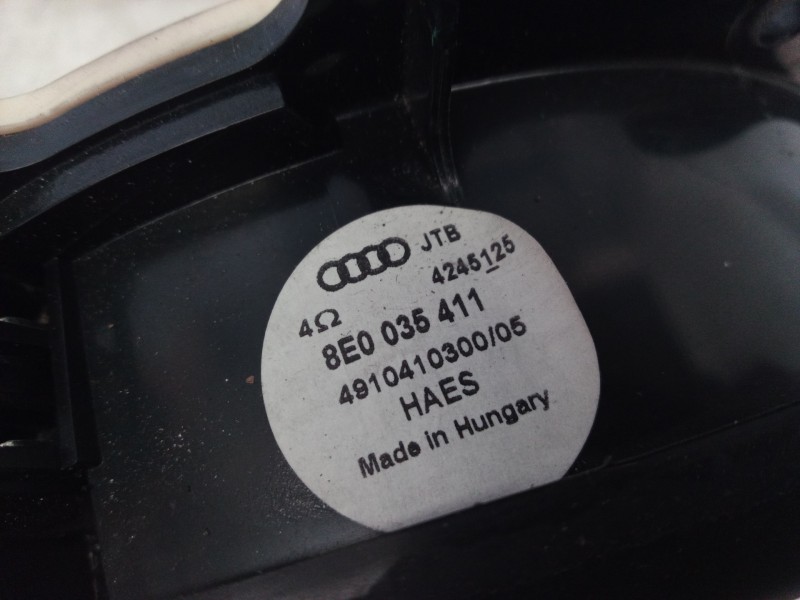 JTB
4245125
4Ω
8E0 035 411
4910410300/05
HAES
Made in Hungary